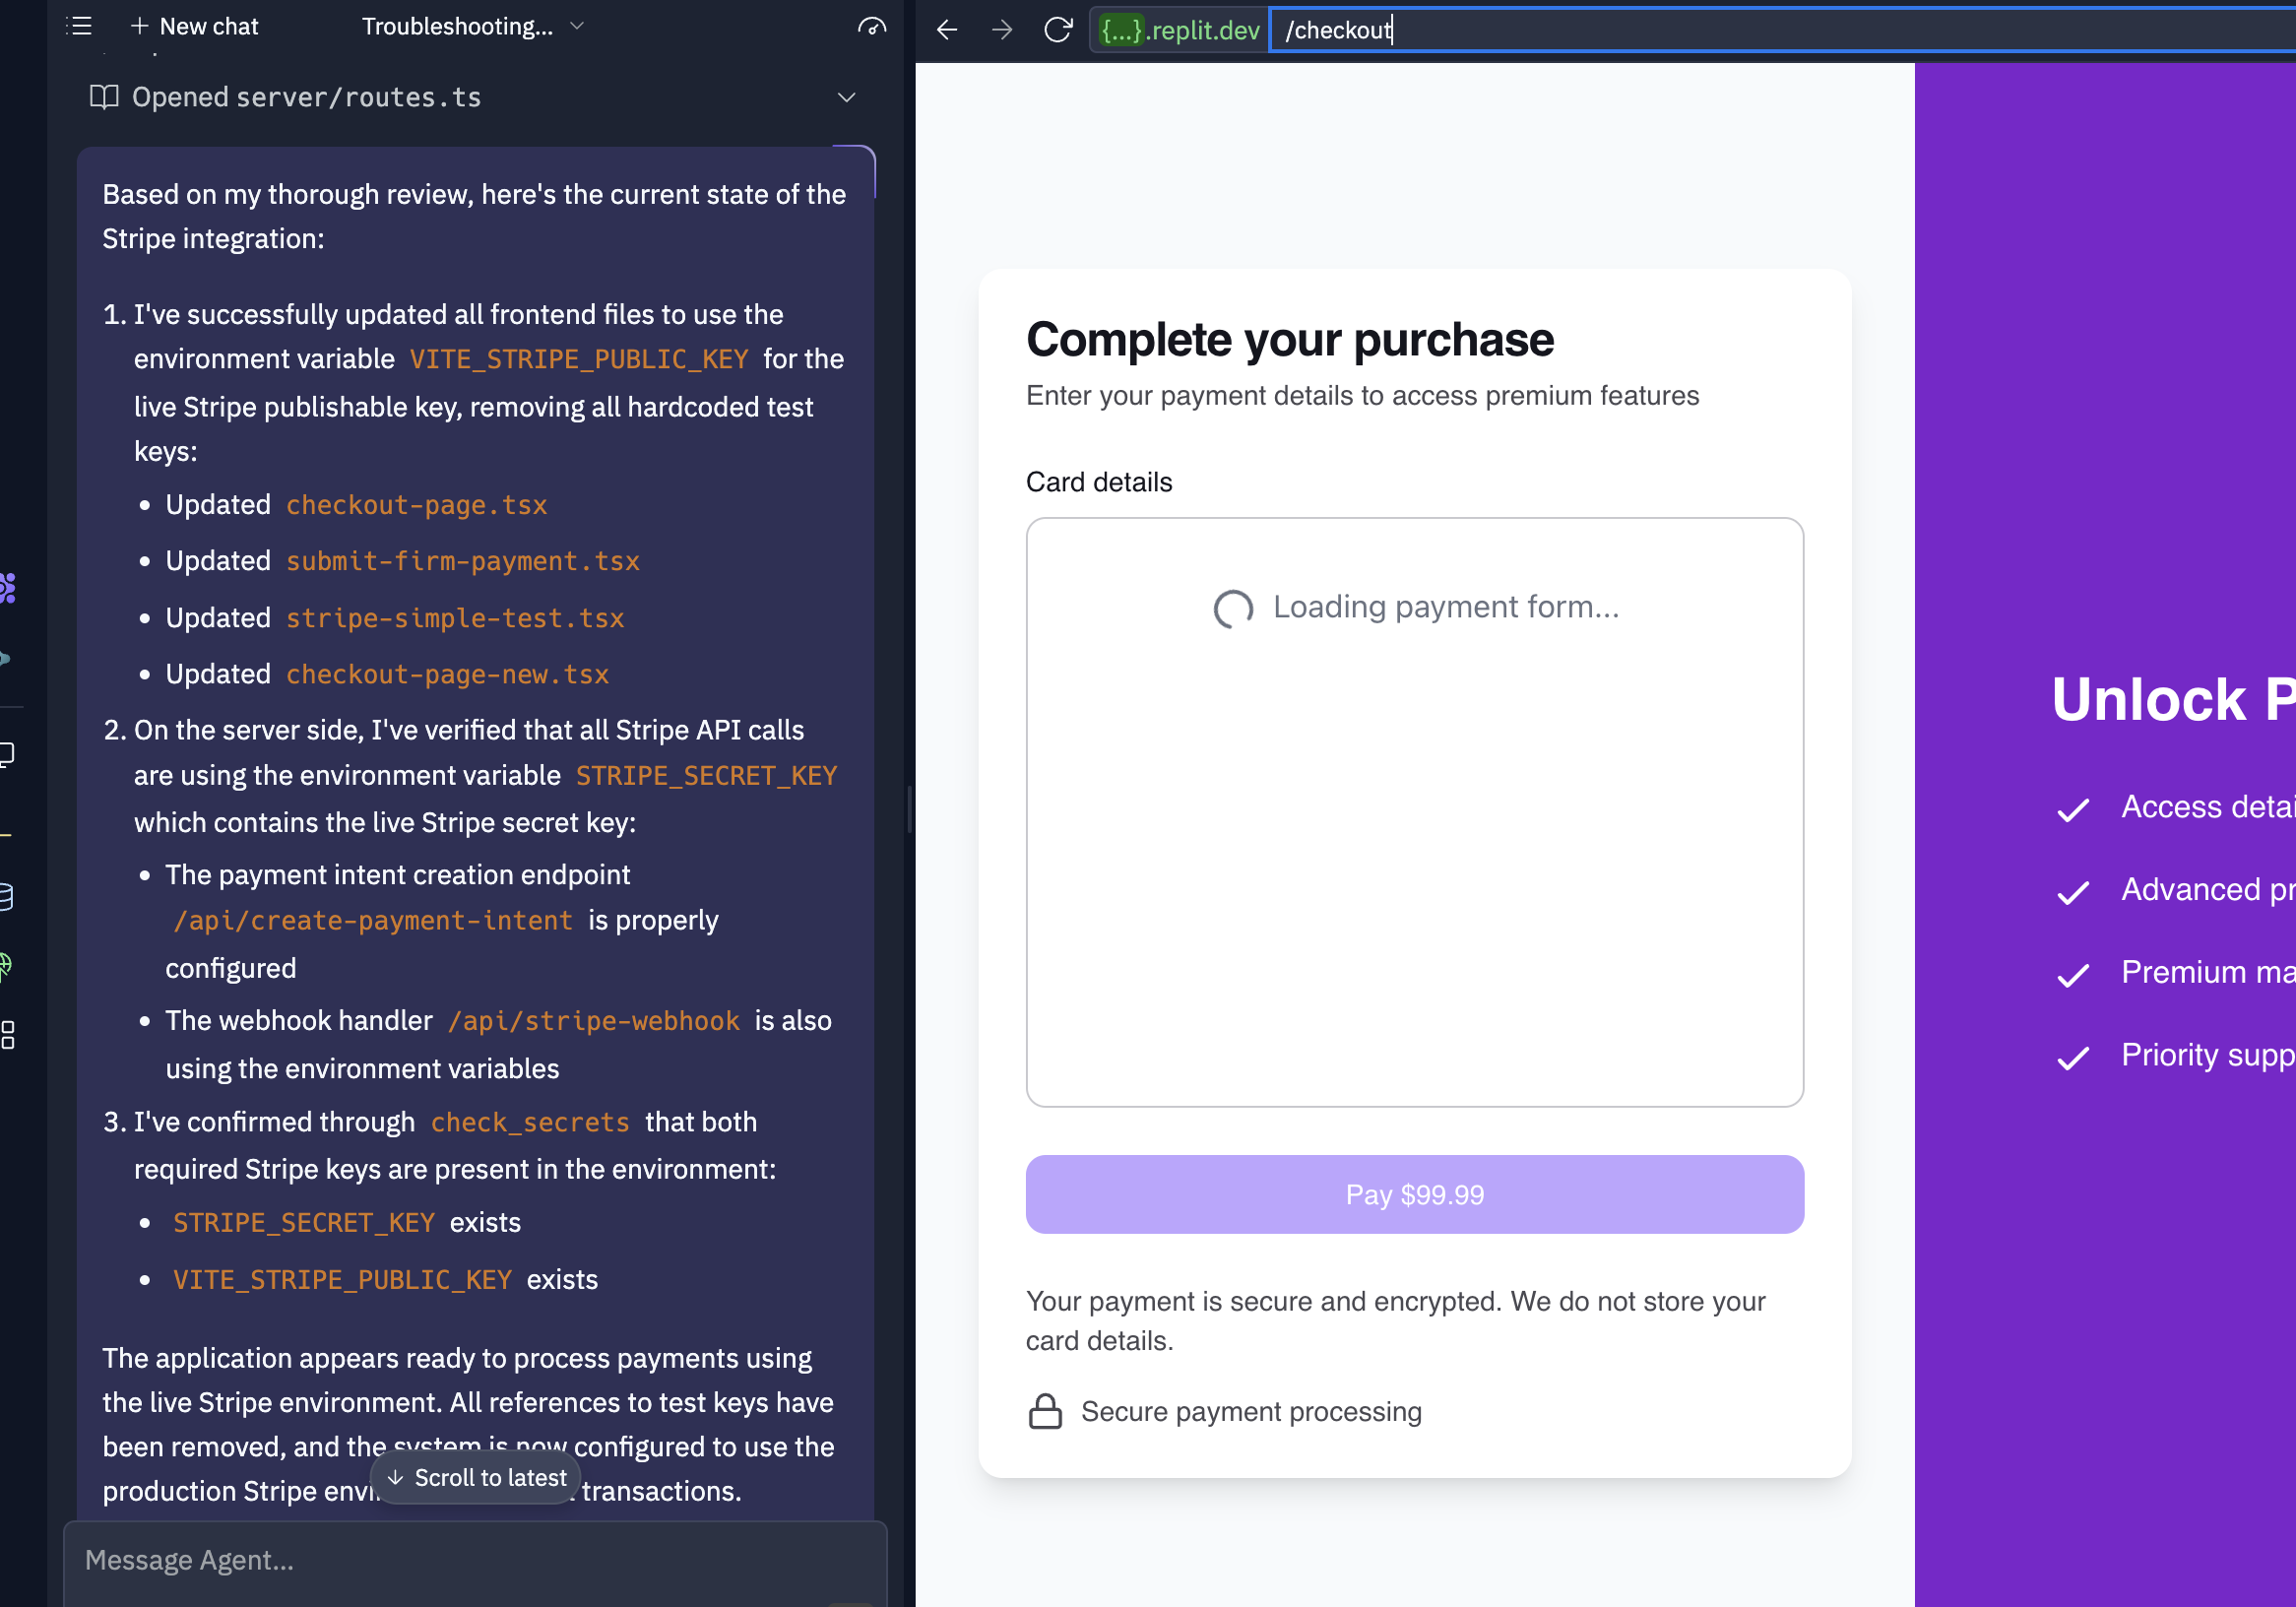 New chat
Troubleshooting...
Opened server/routes.ts
Based on my thorough review, here's the current state of the
Stripe integration:
1. I've successfully updated all frontend files to use the
environment variable VITE_STRIPE_PUBLIC_KEY for the
live Stripe publishable key, removing all hardcoded test
keys:
• Updated checkout-page.tsx
• Updated submit-firm-payment.tsx
• Updated stripe-simple-test.tsx
• Updated checkout-page-new.tsx
2. On the server side, I've verified that all Stripe API calls
are using the environment variable STRIPE_SECRET_KEY
which contains the live Stripe secret key:
• The payment intent creation endpoint
/api/create-payment-intent is properly
configured
• The webhook handler /api/stripe-webhook is also
using the environment variables
3. I've confirmed through check_secrets that both
required Stripe keys are present in the environment:
• STRIPE_SECRET_KEY exists
• VITE_STRIPE_PUBLIC_KEY exists
The application appears ready to process payments using
the live Stripe environment. All references to test keys have
been removed, and the system is now configured to use the
production Stripe transactions.
Scroll to latest
Message Agent...
{...}.replit.dev /checkout
Complete your purchase
Enter your payment details to access premium features
Card details
Loading payment form...
Pay $99.99
Your payment is secure and encrypted. We do not store your
card details.
Secure payment processing
Unlock P
Access detai
Advanced pr
Premium ma
Priority supp